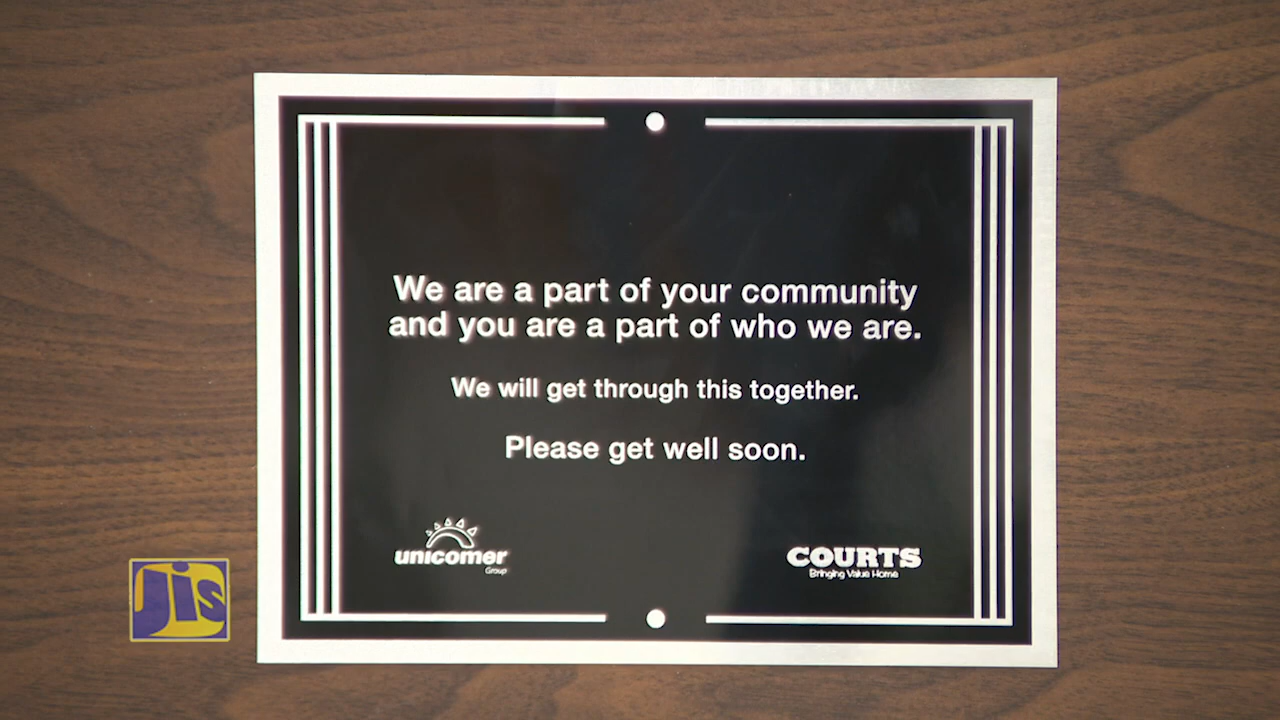 We are a part of your community
and you are a part of who we are.
We will get through this together.
Please get well soon.
unicomer
Group
COURTS
Bringing Value Home
JIS